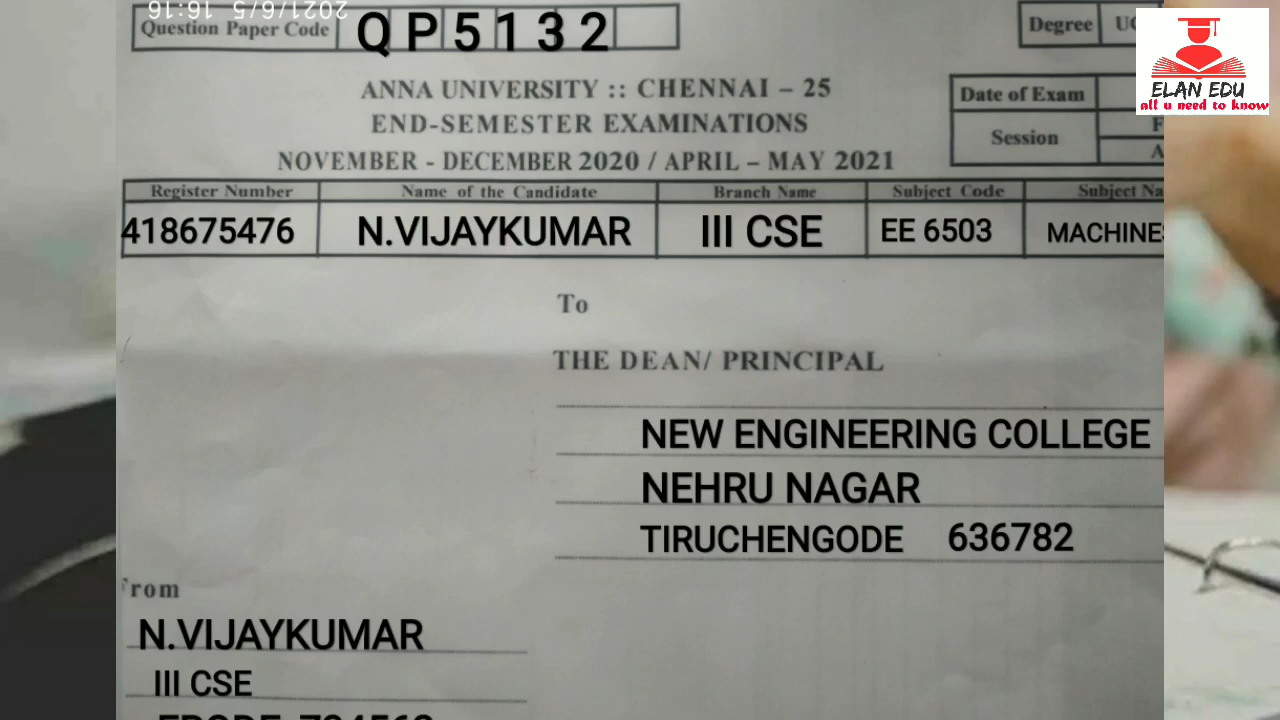 2021/6/5 16:16
Question Paper Code QP5132
Degree
ELAN EDU
all u need to know
ANNA UNIVERSITY :: CHENNAI – 25
Date of Exam
END-SEMESTER EXAMINATIONS
Session
NOVEMBER - DECEMBER 2020 / APRIL – MAY 2021
Register Number Name of the Candidate Branch Name Subject Code Subject
418675476 N.VIJAYKUMAR III CSE EE 6503
To
THE DEAN/ PRINCIPAL
NEW ENGINEERING COLLEGE
NEHRU NAGAR
TIRUCHENGODE 636782
From
N.VIJAYKUMAR
III CSE